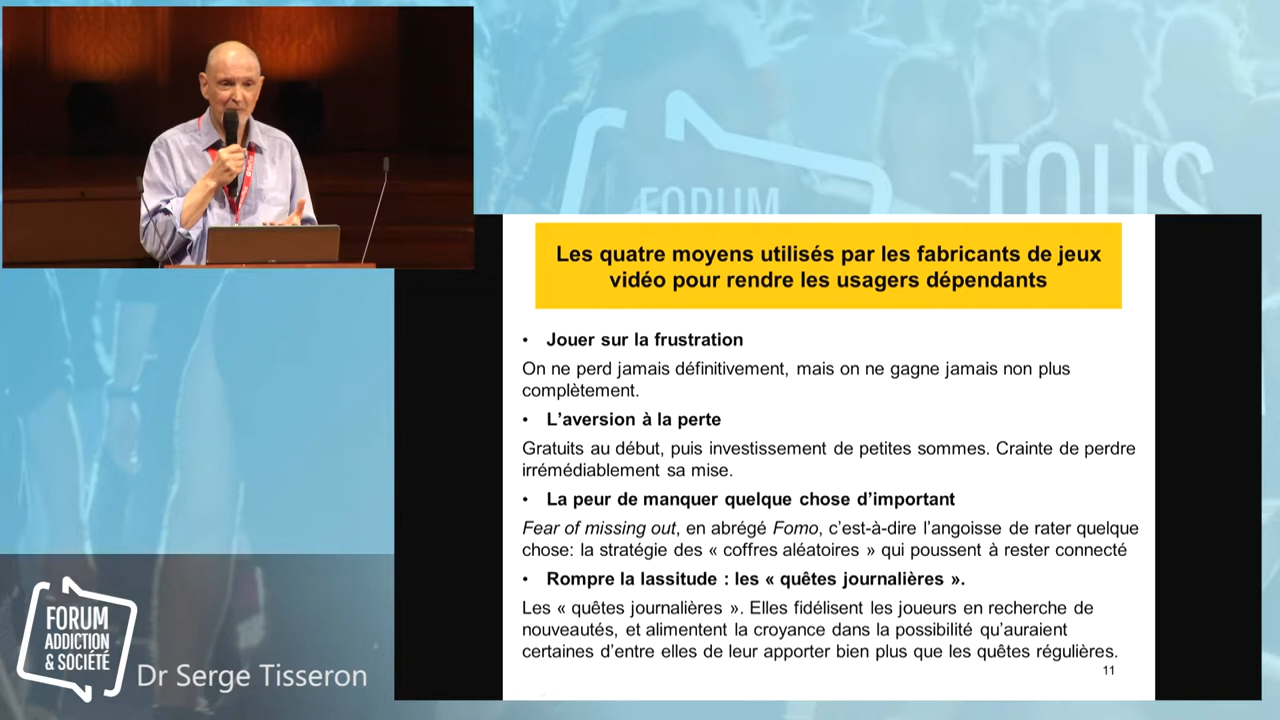 FORUM
TOUS
Les quatre moyens utilisés par les fabricants de jeux
vidéo pour rendre les usagers dépendants
• Jouer sur la frustration
On ne perd jamais définitivement, mais on ne gagne jamais non plus
complètement.
• L’aversion à la perte
Gratuits au début, puis investissement de petites sommes. Crainte de perdre
irrémédiablement sa mise.
• La peur de manquer quelque chose d’important
Fear of missing out, en abrégé Fomo, c’est-à-dire l’angoisse de rater quelque
chose: la stratégie des « coffres aléatoires » qui poussent à rester connecté
• Rompre la lassitude : les « quêtes journalières ».
Les « quêtes journalières ». Elles fidélisent les joueurs en recherche de
nouveautés, et alimentent la croyance dans la possibilité qu’auraient
certaines d’entre elles de leur apporter bien plus que les quêtes régulières.
11
FORUM
ADDICTION
& SOCIÉTÉ
Dr Serge Tisseron